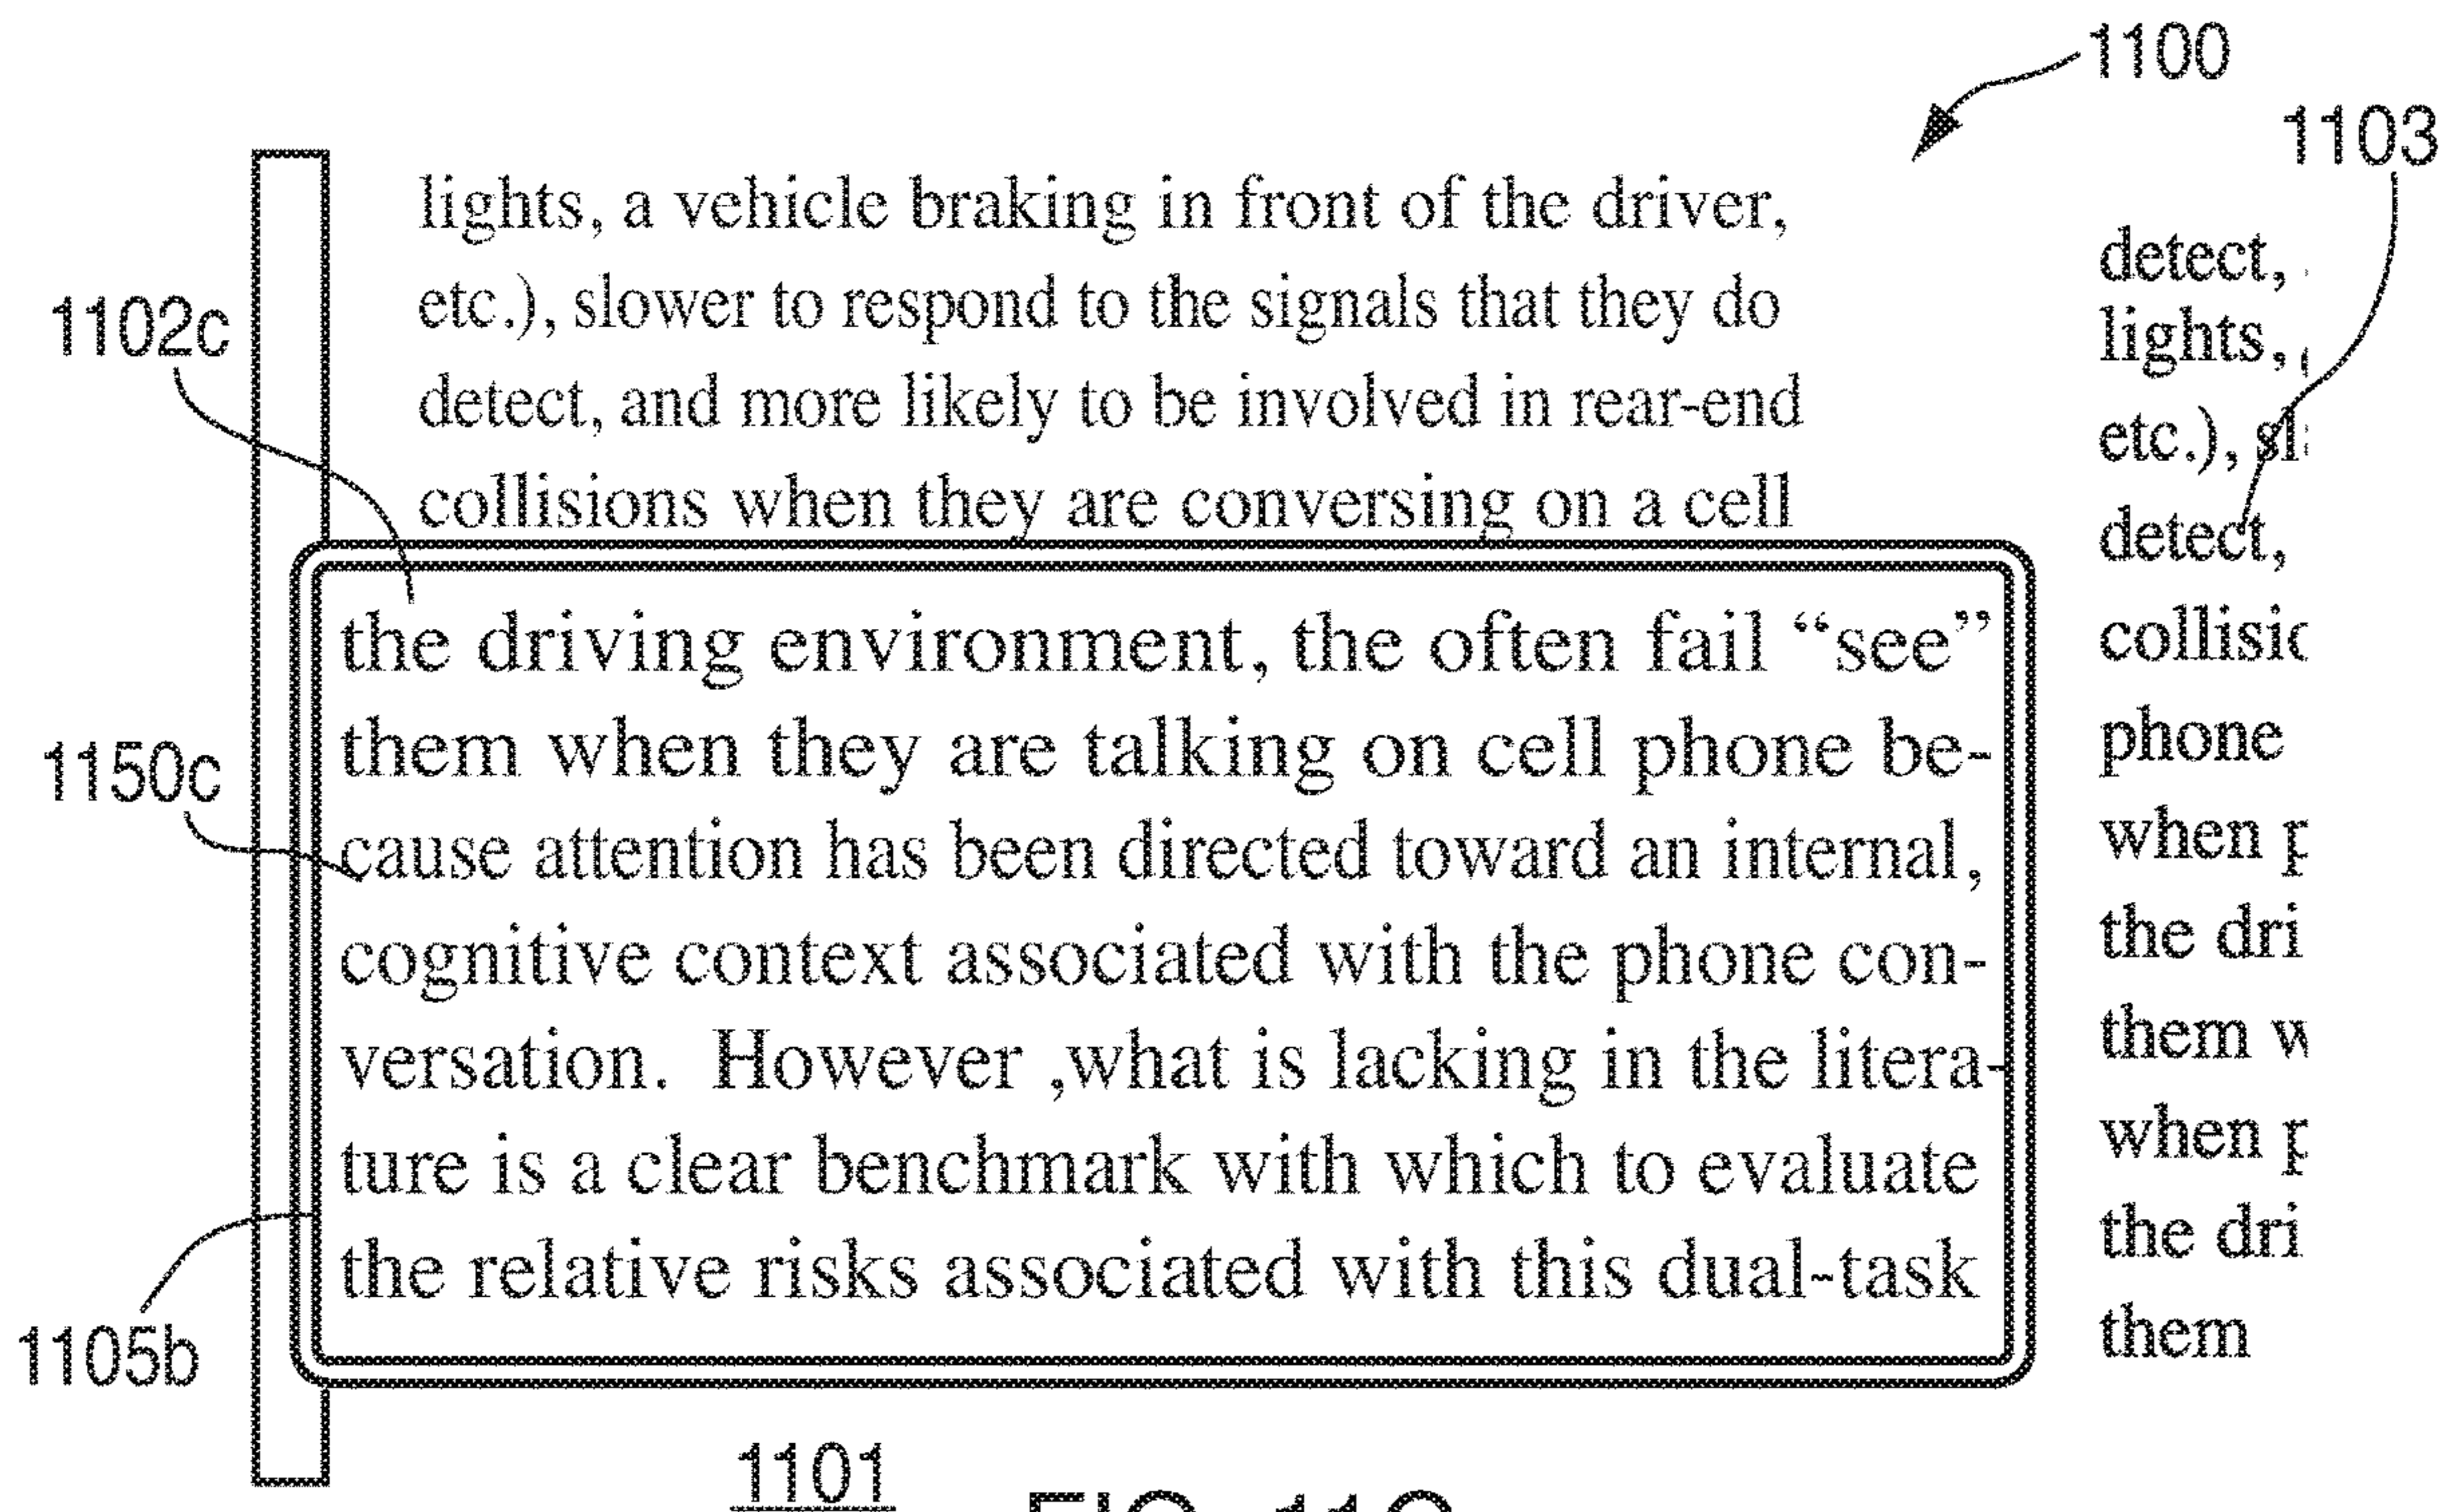 1100
1103
lights, a vehicle braking in front of the driver,
etc.), slower to respond to the signals that they do
detect, and more likely to be involved in rear-end
collisions when they are conversing on a cell
1102c
the driving environment, the often fail “see”
them when they are talking on cell phone be-
cause attention has been directed toward an internal,
cognitive context associated with the phone con-
versation. However ,what is lacking in the litera-
ture is a clear benchmark with which to evaluate
the relative risks associated with this dual-task
1150c
1105b
detect,
lights,
etc.),
detect,
phone
when
the dri
them
when
the dri
them
1101